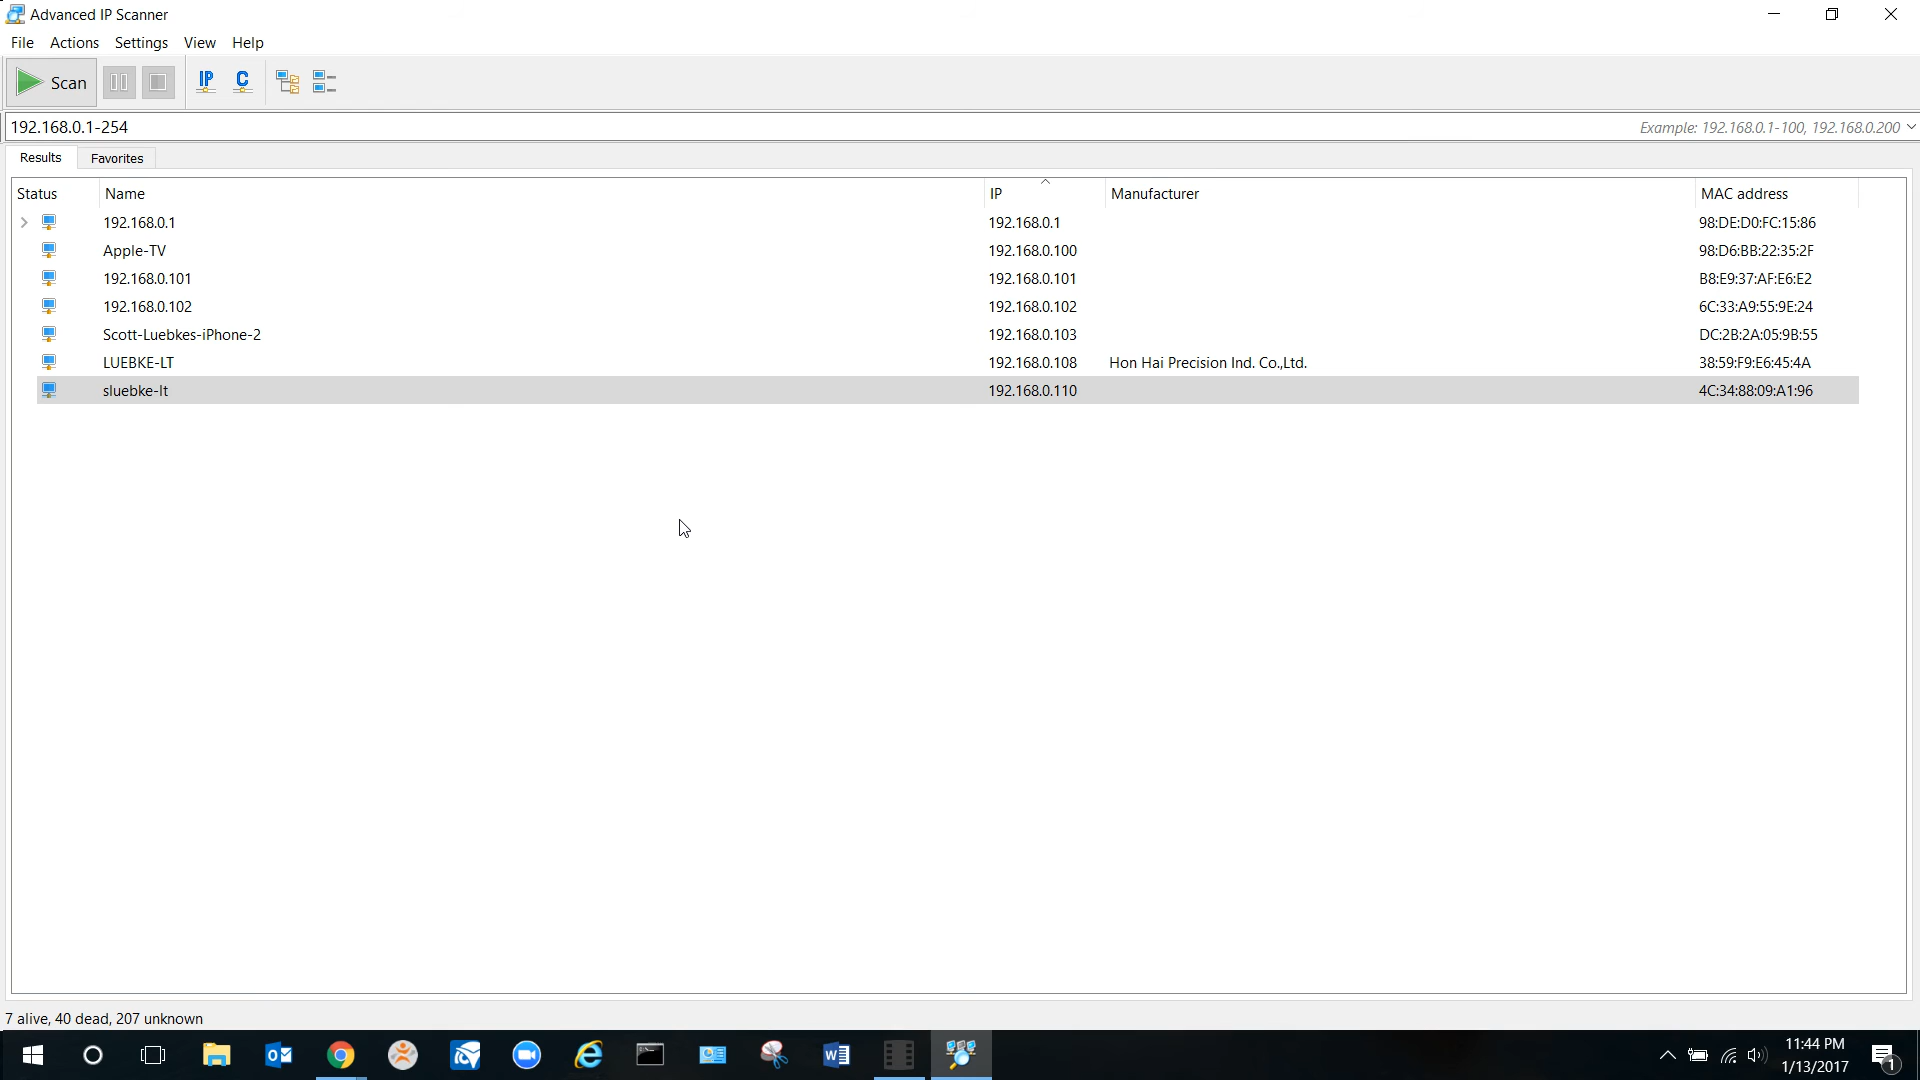 Advanced IP Scanner
File Actions Settings View Help
Scan IP C
192.168.0.1-254 Example: 192.168.0.1-100, 192.168.0.200
Results Favorites
Status Name IP Manufacturer MAC address
192.168.0.1 192.168.0.1 98:DE:D0:FC:15:86
Apple-TV 192.168.0.100 98:D6:BB:22:35:2F
192.168.0.101 192.168.0.101 B8:E9:37:AF:E6:E2
192.168.0.102 192.168.0.102 6C:33:A9:55:9E:24
Scott-Luebkes-iPhone-2 192.168.0.103 DC:2B:2A:05:9B:55
LUEBKE-LT 192.168.0.108 Hon Hai Precision Ind. Co.,Ltd. 38:59:F9:E6:45:4A
sluebke-lt 192.168.0.110 4C:34:88:09:A1:96
7 alive, 40 dead, 207 unknown
11:44 PM
1/13/2017
1